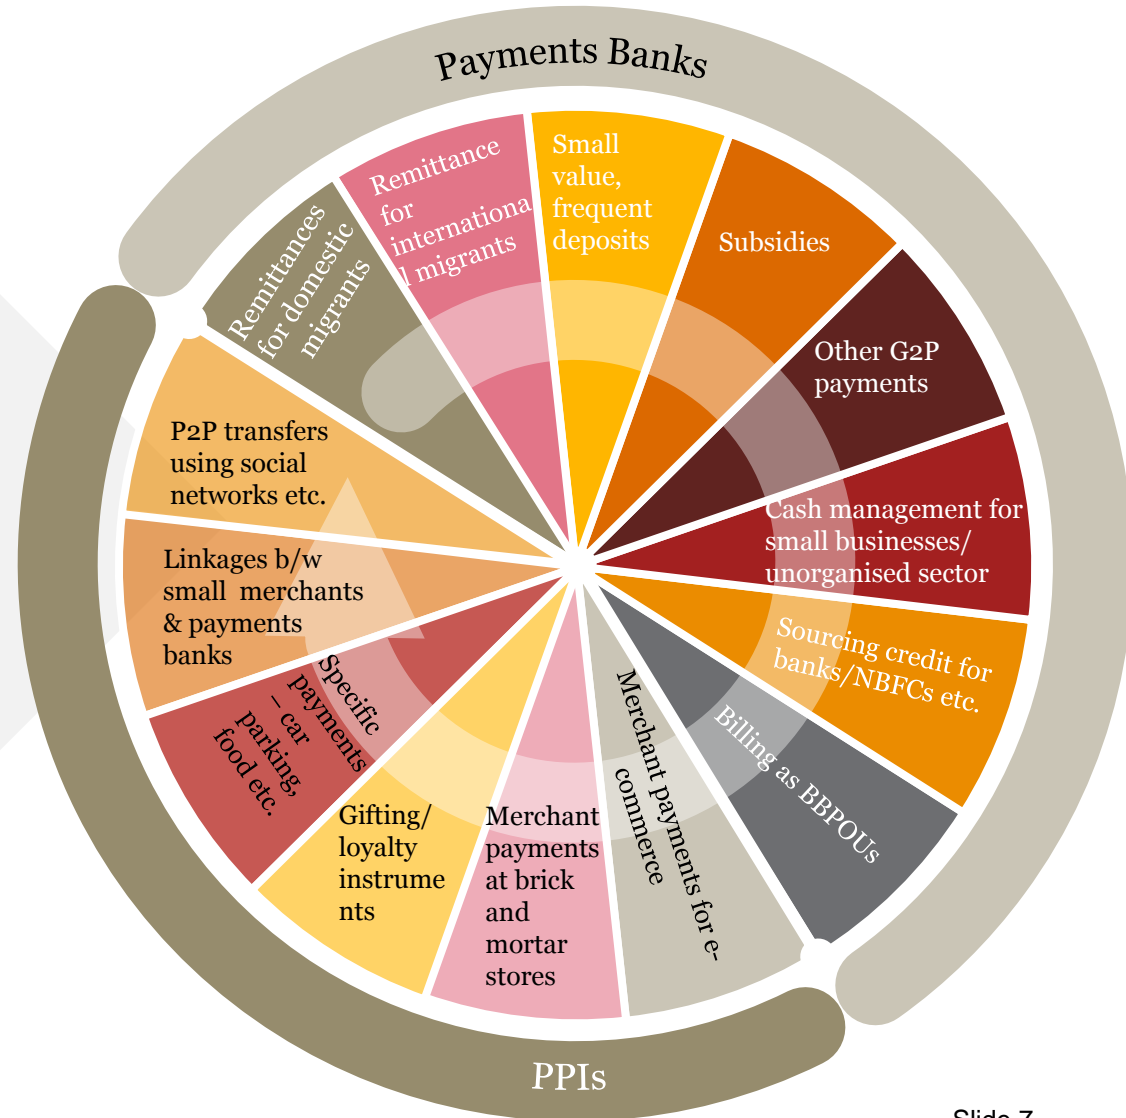 Payments Banks
Remittances
for domestic
migrants
Remittance
for
internationa
l migrants
Small
value,
frequent
deposits
Subsidies
Other G2P
payments
Cash management for
small businesses/
unorganised sector
Sourcing credit for
banks/NBFCs etc.
Billing as BBPOUs
Merchant payments for e-
commerce
Merchant
payments
at brick
and
mortar
stores
Gifting/
loyalty
instrume
nts
Specific
payments
– car
parking,
food etc.
Linkages b/w
small merchants
& payments
banks
P2P transfers
using social
networks etc.
PPIs
Slide 7